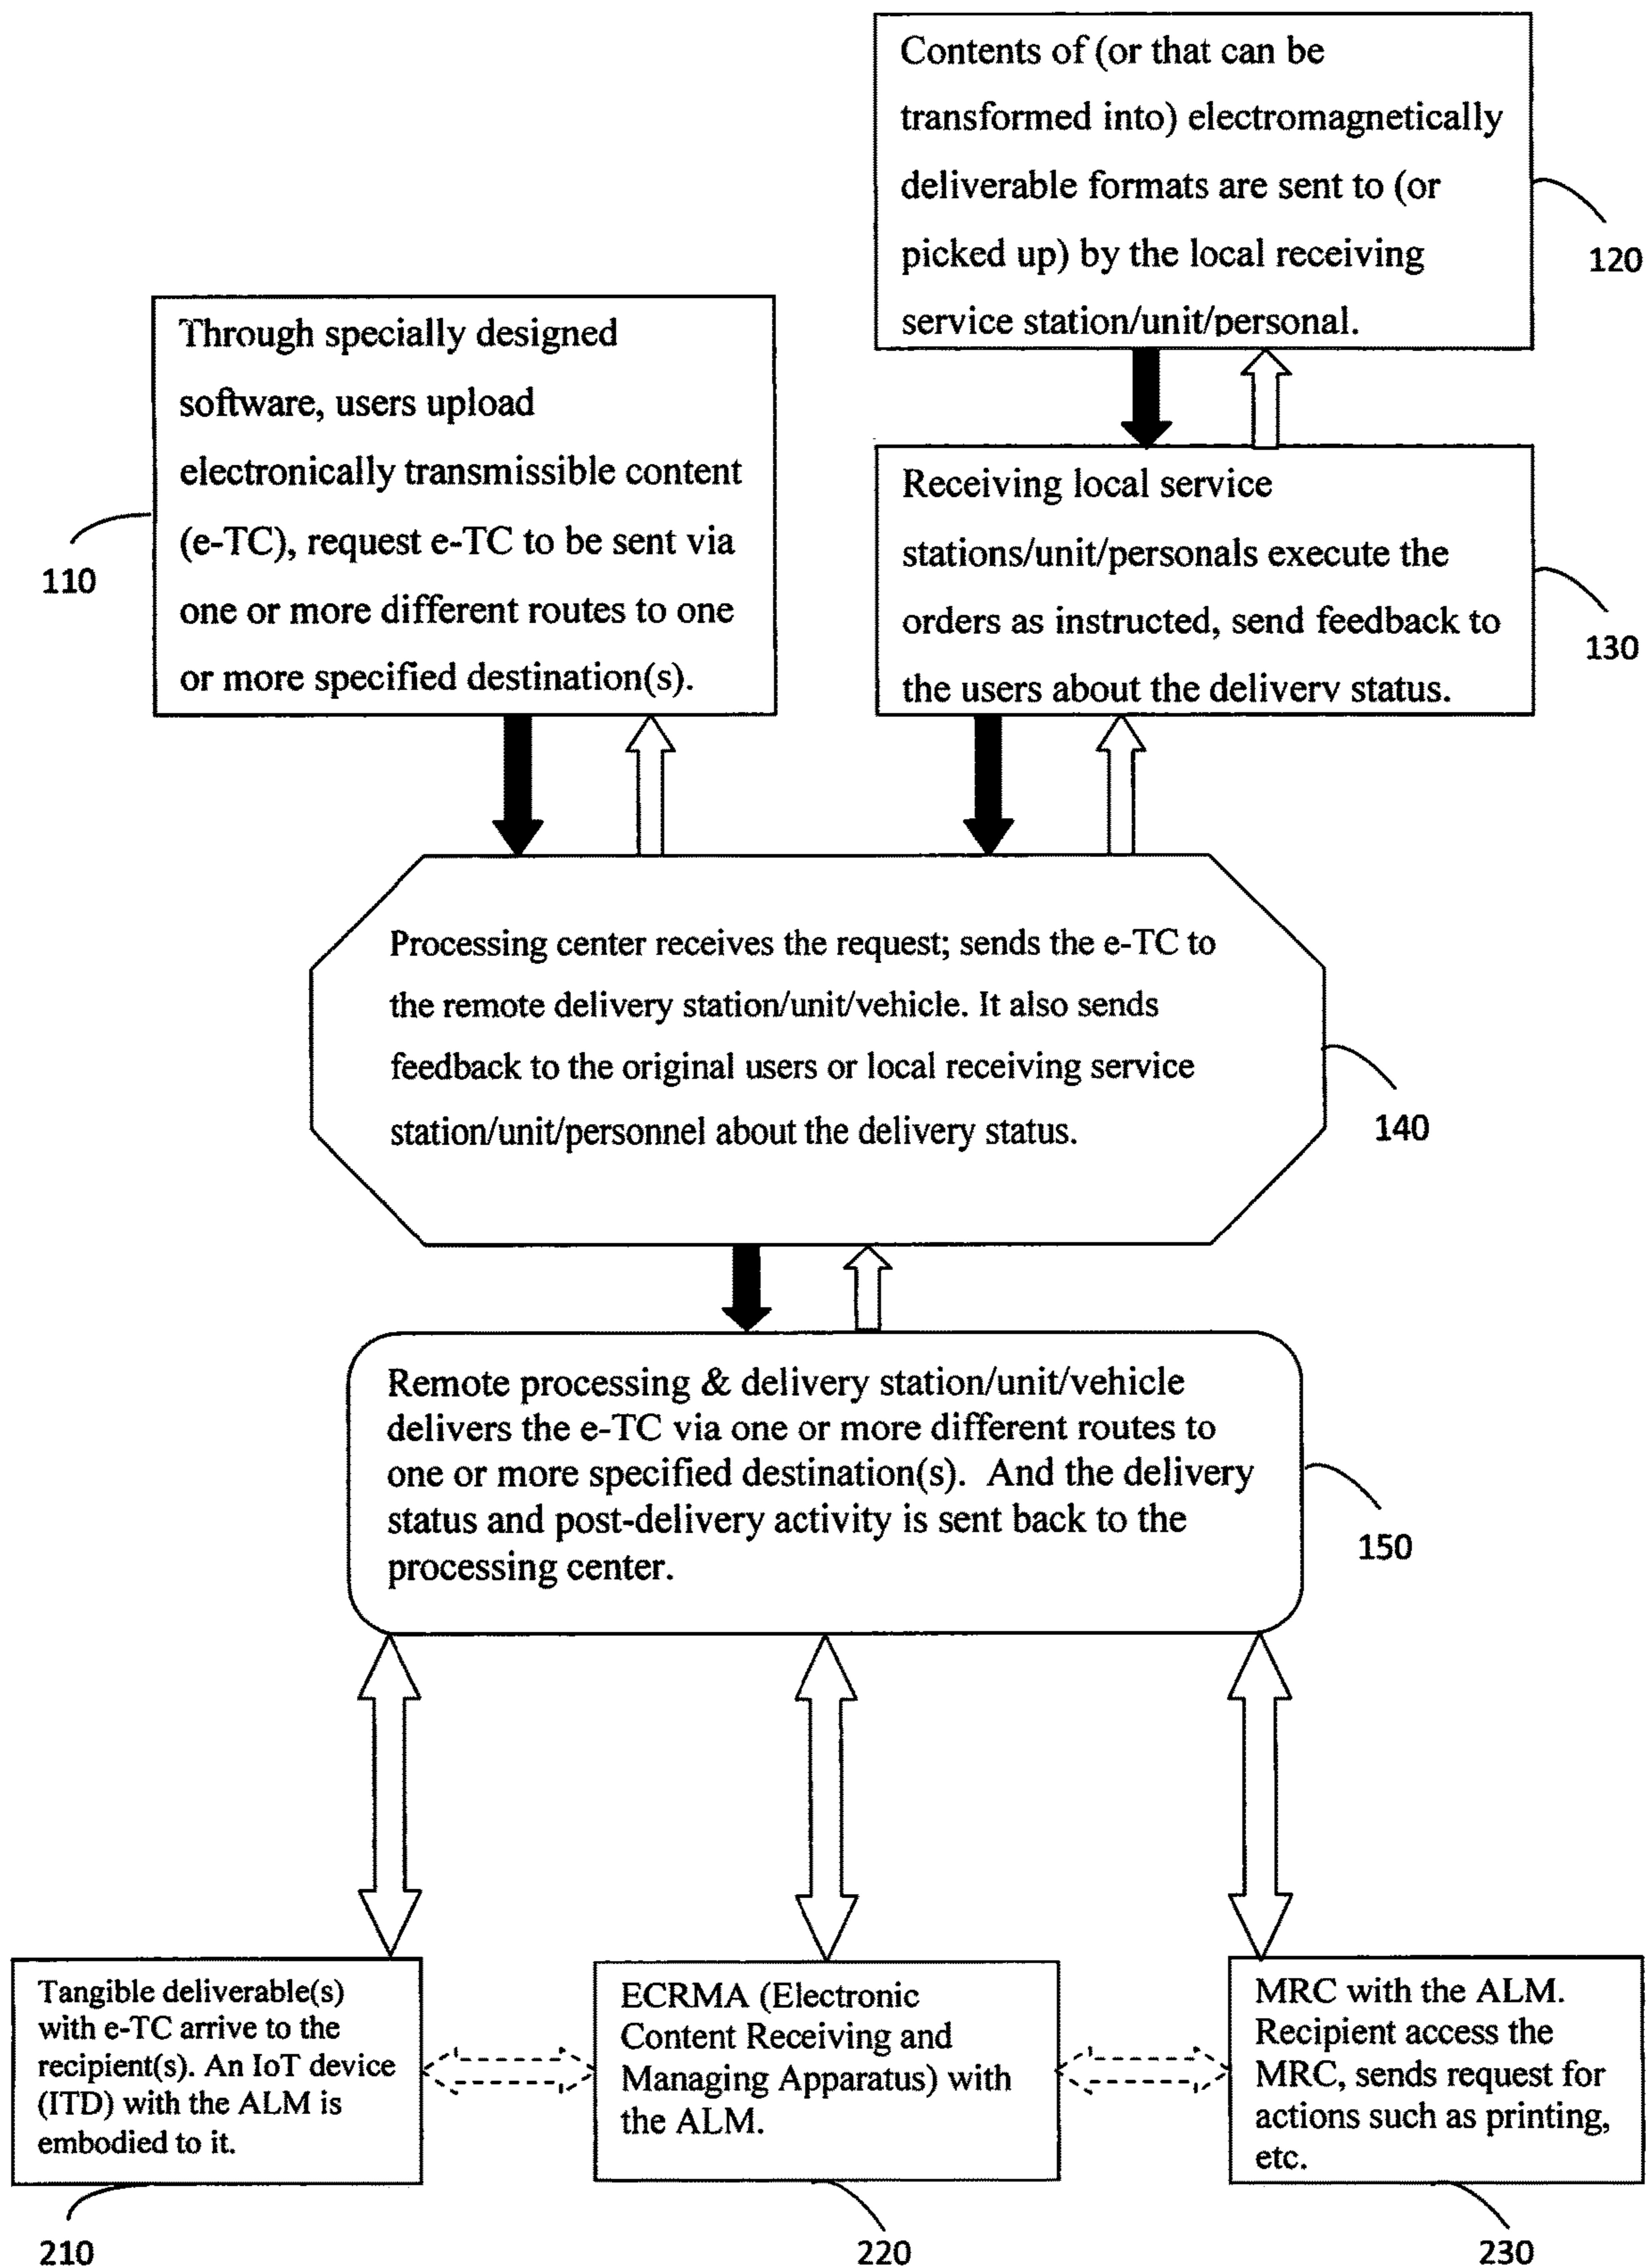 Contents of (or that can be
transformed into) electromagnetically
deliverable formats are sent to (or
picked up) by the local receiving
service station/unit/personal.
120
Through specially designed
software, users upload
electronically transmissible content
(e-TC), request e-TC to be sent via
one or more different routes to one
or more specified destination(s).
110
Receiving local service
stations/unit/personals execute the
orders as instructed, send feedback to
the users about the delivery status.
130
Processing center receives the request; sends the e-TC to
the remote delivery station/unit/vehicle. It also sends
feedback to the original users or local receiving service
station/unit/personnel about the delivery status.
140
Remote processing & delivery station/unit/vehicle
delivers the e-TC via one or more different routes to
one or more specified destination(s). And the delivery
status and post-delivery activity is sent back to the
processing center.
150
Tangible deliverable(s)
with e-TC arrive to the
recipient(s). An IoT device
(ITD) with the ALM is
embodied to it.
210
ECRMA (Electronic
Content Receiving and
Managing Apparatus) with
the ALM.
220
MRC with the ALM.
Recipient access the
MRC, sends request for
actions such as printing,
etc.
230